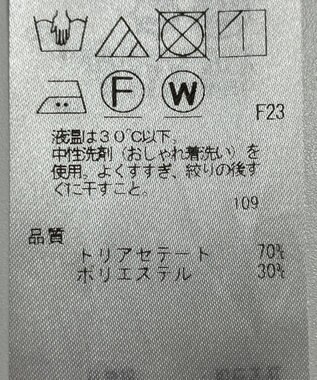 F
W
F23
液温は30℃以下。
中性洗剤（おしゃれ着洗い）を
使用。よくすすぎ、絞りの後す
ぐに干すこと。
109
品質
トリアセテート 70%
ポリエステル 30%